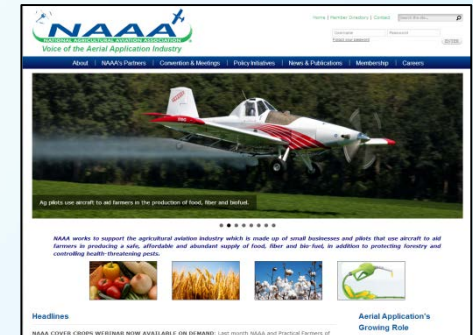 Home | Member Directory | Contact
NAAA
NATIONAL AGRICULTURAL AVIATION ASSOCIATION
Voice of the Aerial Application Industry
Username
Password
About | NAAA's Partners | Convention & Meetings | Policy Initiatives | News & Publications | Membership | Careers
Ag pilots use aircraft to aid farmers in the production of food, fiber and biofuel.
NAAA works to support the agricultural aviation industry which is made up of small businesses and pilots that use aircraft to aid
farmers in producing a safe, affordable and abundant supply of food, fiber and bio-fuel, in addition to protecting forestry and
controlling health-threatening pests.
Headlines
Aerial Application's
Growing Role
NAAA COVER CROPS WEBINAR NOW AVAILABLE ON DEMAND: Last month NAAA and Practical Farmers of